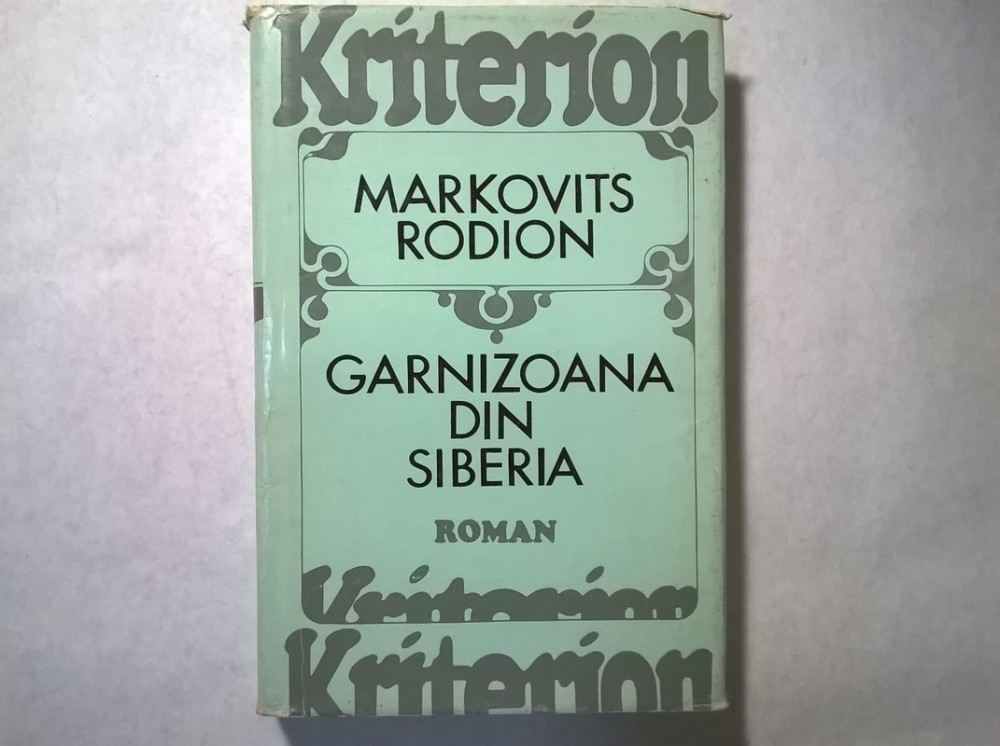 Kriterion
MARKOVITS
RODION
GARNIZOANA
DIN
SIBERIA
ROMAN
Kriterion
Kriterion